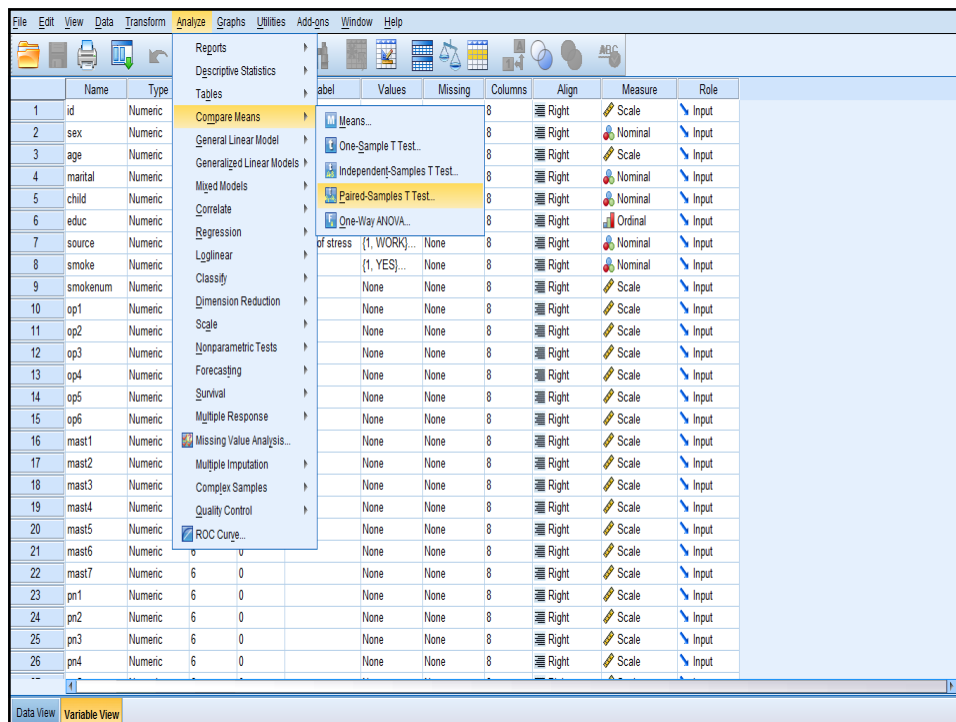 File Edit View Data Transform Analyze Graphs Utilities Add-ons Window Help
Reports
Descriptive Statistics
Tables
Compare Means
General Linear Model
Generalized Linear Models
Mixed Models
Correlate
Regression
Loglinear
Classify
Dimension Reduction
Scale
Nonparametric Tests
Forecasting
Survival
Multiple Response
Missing Value Analysis...
Multiple Imputation
Complex Samples
Quality Control
ROC Curve...
Means...
One-Sample T Test...
Independent-Samples T Test...
Paired-Samples T Test...
One-Way ANOVA...
Name Type abel Values Missing Columns Align Measure Role
1 id Numeric 8 Right Scale Input
2 sex Numeric 8 Right Nominal Input
3 age Numeric 8 Right Scale Input
4 marital Numeric 8 Right Nominal Input
5 child Numeric 8 Right Nominal Input
6 educ Numeric 8 Right Ordinal Input
7 source Numeric of stress {1, WORK}... None 8 Right Nominal Input
8 smoke Numeric {1, YES}... None 8 Right Nominal Input
9 smokenum Numeric None None 8 Right Scale Input
10 op1 Numeric None None 8 Right Scale Input
11 op2 Numeric None None 8 Right Scale Input
12 op3 Numeric None None 8 Right Scale Input
13 op4 Numeric None None 8 Right Scale Input
14 op5 Numeric None None 8 Right Scale Input
15 op6 Numeric None None 8 Right Scale Input
16 mast1 Numeric None None 8 Right Scale Input
17 mast2 Numeric None None 8 Right Scale Input
18 mast3 Numeric None None 8 Right Scale Input
19 mast4 Numeric None None 8 Right Scale Input
20 mast5 Numeric None None 8 Right Scale Input
21 mast6 Numeric 6 0 None None 8 Right Scale Input
22 mast7 Numeric 6 0 None None 8 Right Scale Input
23 pn1 Numeric 6 0 None None 8 Right Scale Input
24 pn2 Numeric 6 0 None None 8 Right Scale Input
25 pn3 Numeric 6 0 None None 8 Right Scale Input
26 pn4 Numeric 6 0 None None 8 Right Scale Input
Data View Variable View